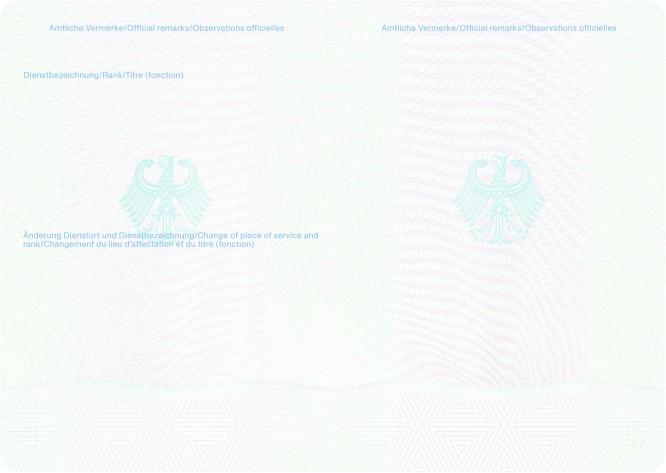 Amtliche Vermerke/Official remarks/Observations officielles
Dienstbezeichnung/Rank/Titre (fonction)
Änderung Dienstort und Dienstbezeichnung/Change of place of service and
rank/Changement du lieu d'attectation et du titre (fonction)
4
Amtliche Vermerke/Official remarks/Observations officielles
5